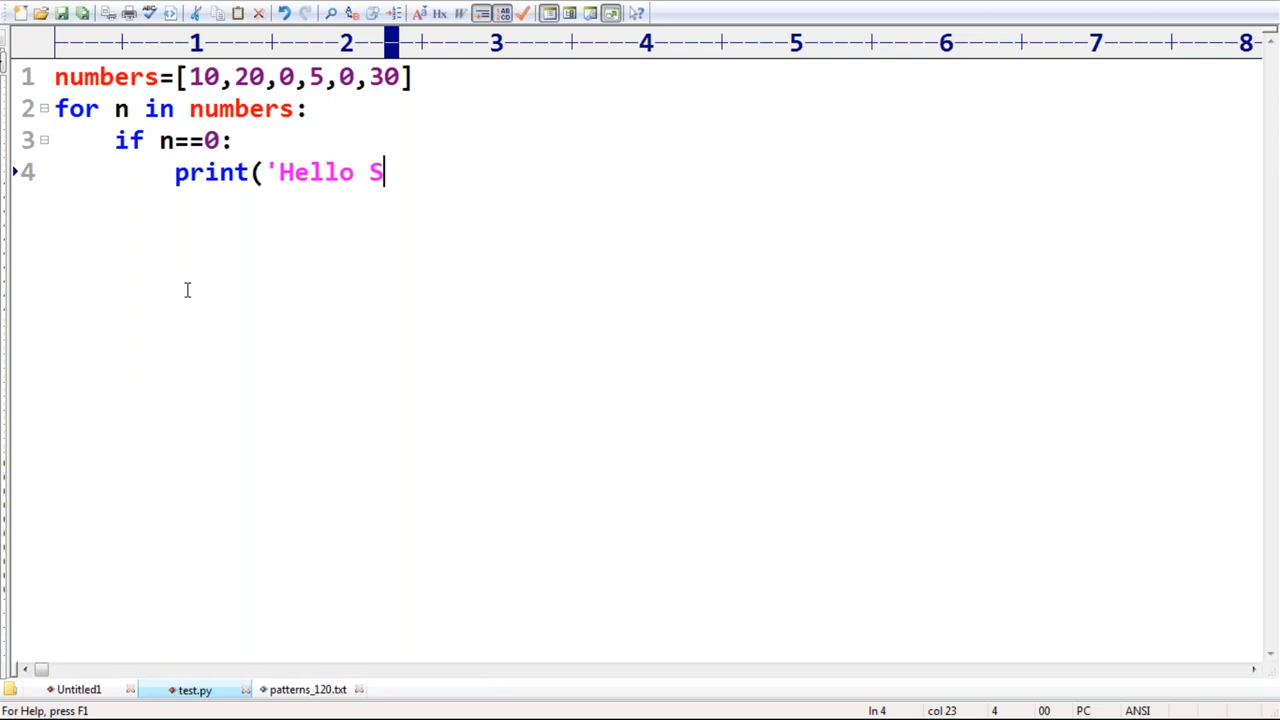 1 2 3 4 5 6 7 8
1 numbers=[10,20,0,5,0,30]
2 for n in numbers:
3 if n==0:
4 print('Hello S
Untitled1 test.py patterns_120.txt
For Help, press F1 ln 4 col 23 4 00 PC ANSI